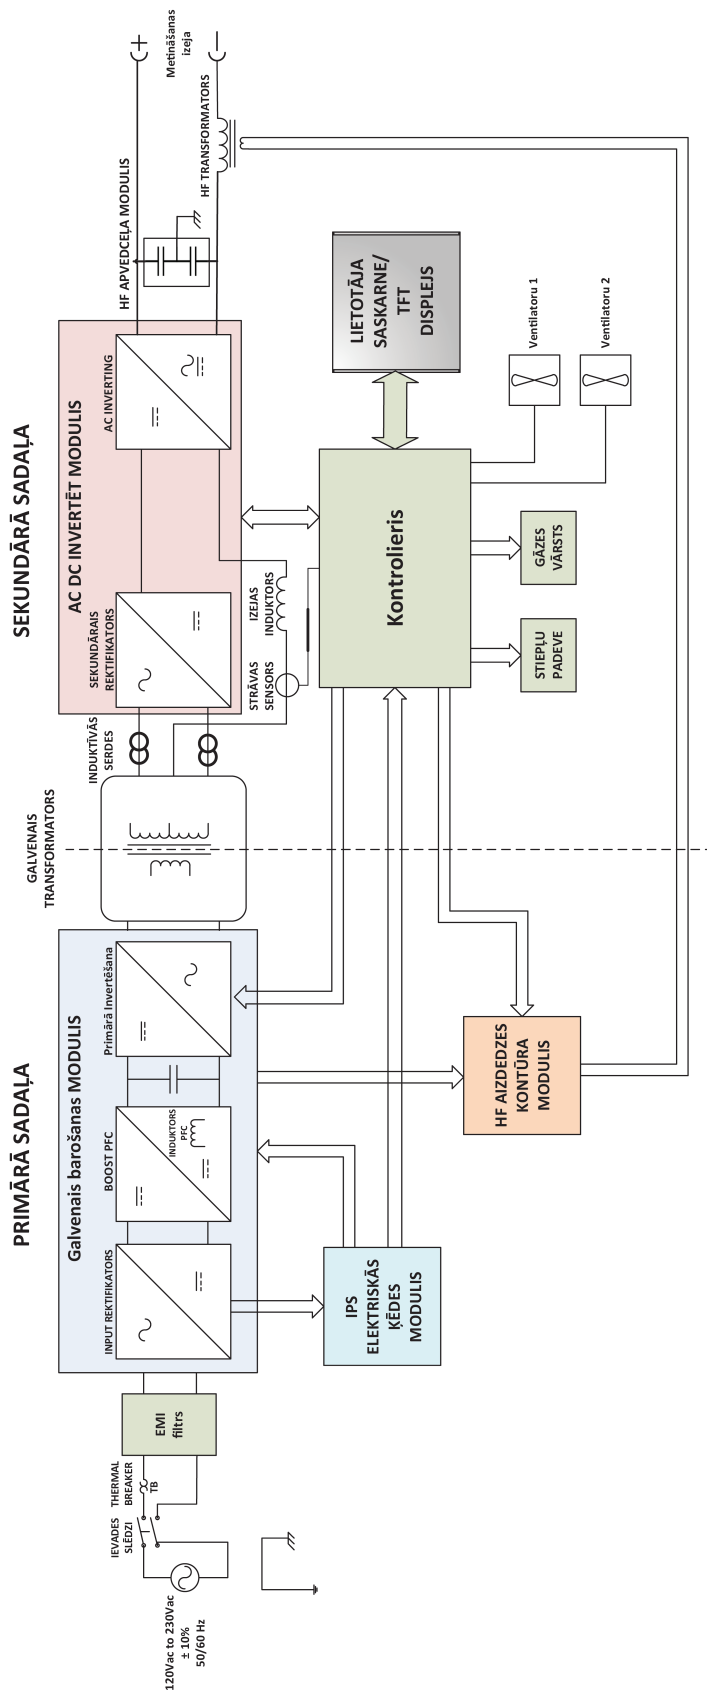 PRIMĀRĀ SADAĻA
SEKUNDĀRĀ SADAĻA
120Vac to 230Vac
± 10%
50/60 Hz
IEVADES
SLĒDZI
THERMAL
BREAKER
TB
EMI
filtrs
Galvenais barošanas MODULIS
INPUT REKTIFIKATORS
BOOST PFC
INDUKTORS
PFC
Primārā Invertēšana
GALVENAIS
TRANSFORMATORS
INDUKTĪVĀS
SERDES
AC DC INVERTĒT MODULIS
SEKUNDĀRAIS
REKTIFIKATORS
AC INVERTING
HF APVEDCEĻA MODULIS
HF TRANSFORMATORS
+
Metināšanas
izeja
−
STRĀVAS
SENSORS
IZEJAS
INDUKTORS
IPS
ELEKTRISKĀS
ĶĒDES
MODULIS
HF AIZDEDZES
KONTŪRA
MODULIS
Kontrolieris
LIETOTĀJA
SASKARNE/
TFT
DISPLEJS
STIEPĻU
PADEVE
GĀZES
VĀRSTS
Ventilatoru 1
Ventilatoru 2